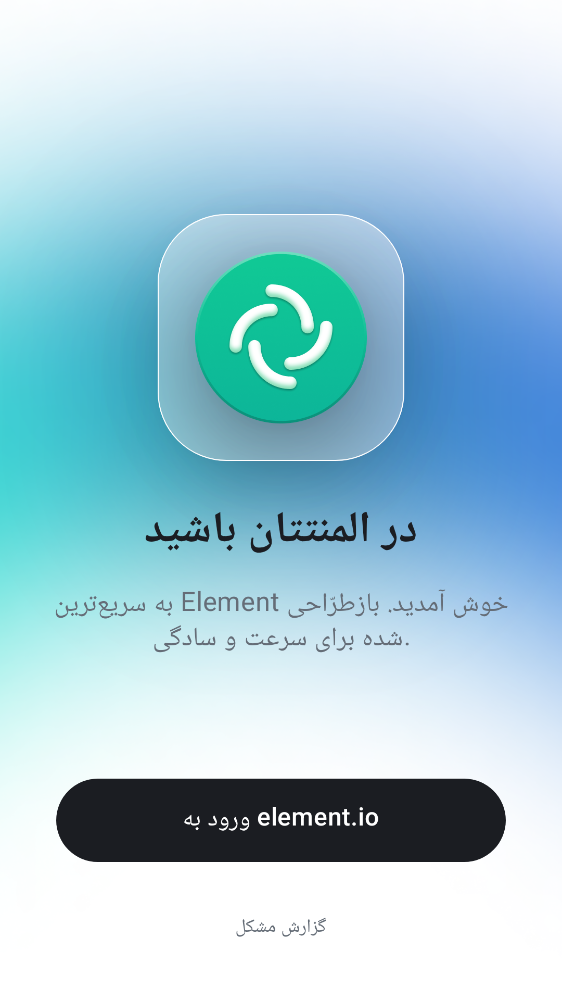 در المنتتان باشید
خوش آمدید. بازطرّاحی Element به سریع‌ترین
شده برای سرعت و سادگی.
ورود به element.io
گزارش مشکل